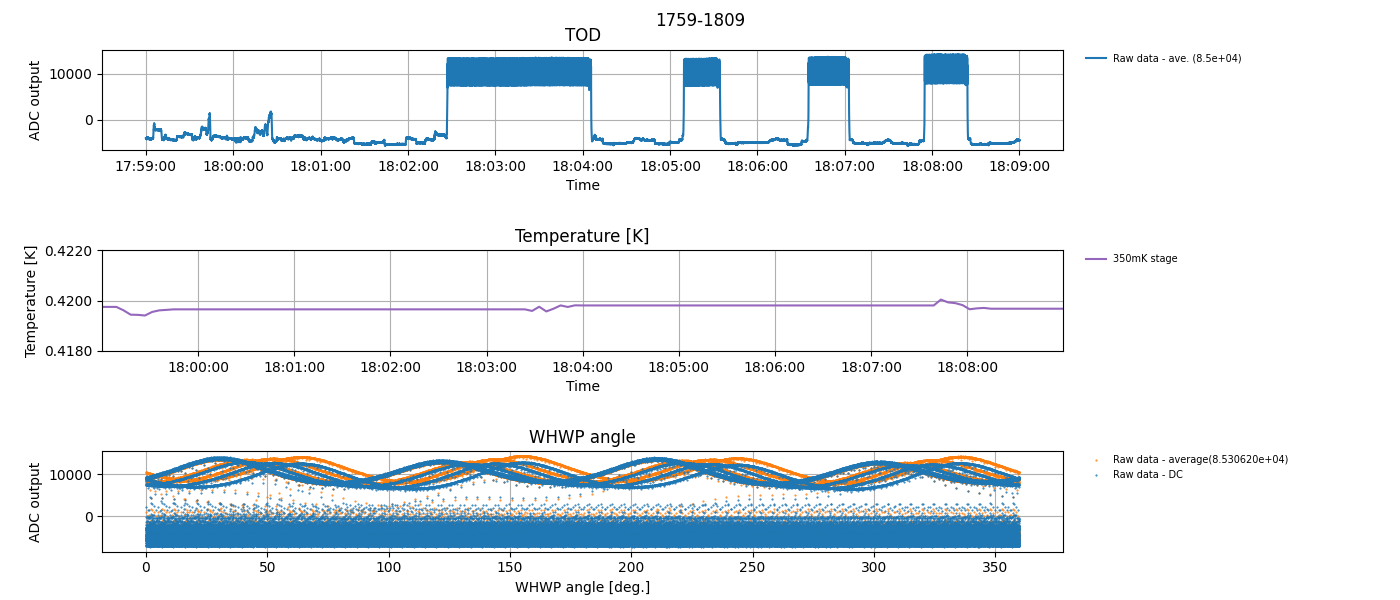 1759-1809
TOD
ADC output
10000
0
17:59:00 18:00:00 18:01:00 18:02:00 18:03:00 18:04:00 18:05:00 18:06:00 18:07:00 18:08:00 18:09:00
Time
Raw data - ave. (8.5e+04)
Temperature [K]
Temperature [K]
0.4220
0.4200
0.4180
18:00:00 18:01:00 18:02:00 18:03:00 18:04:00 18:05:00 18:06:00 18:07:00 18:08:00
Time
350mK stage
WHWP angle
ADC output
10000
0
0 50 100 150 200 250 300 350
WHWP angle [deg.]
Raw data - average(8.530620e+04)
Raw data - DC